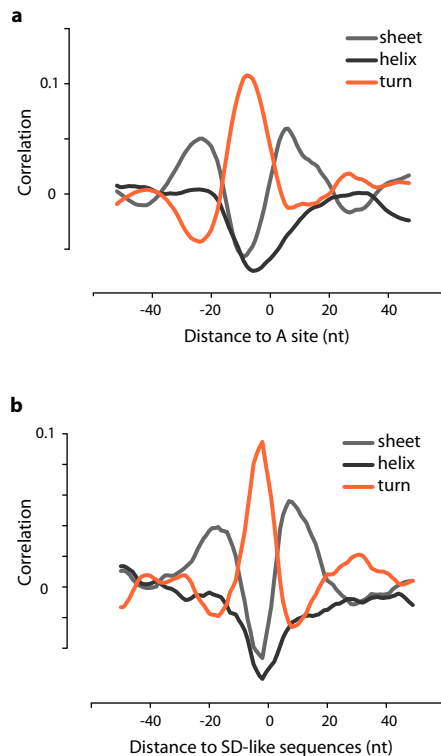 a
sheet
helix
turn
0.1
0
Correlation
-40 -20 0 20 40
Distance to A site (nt)
b
0.1
sheet
helix
turn
Correlation
0
-40 -20 0 20 40
Distance to SD-like sequences (nt)